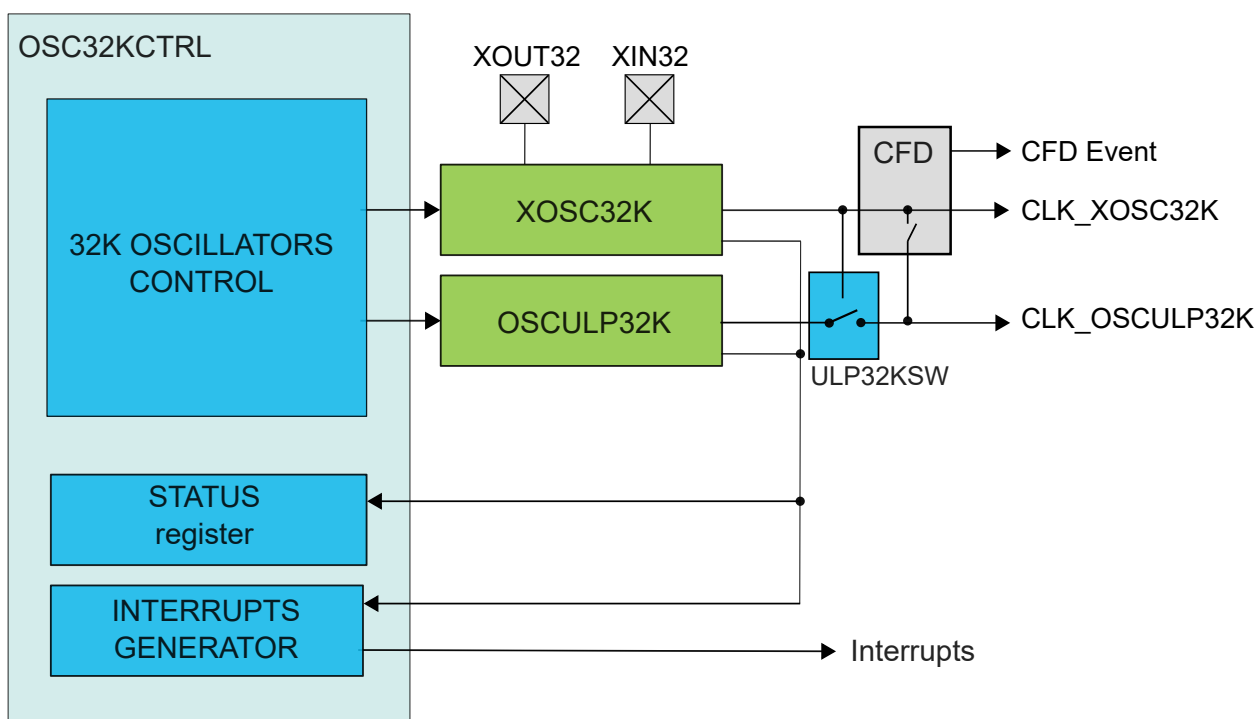 OSC32KCTRL
XOUT32
XIN32
32K OSCILLATORS
CONTROL
XOSC32K
OSCULP32K
CFD
CFD Event
CLK_XOSC32K
CLK_OSCULP32K
ULP32KSW
STATUS
register
INTERRUPTS
GENERATOR
Interrupts